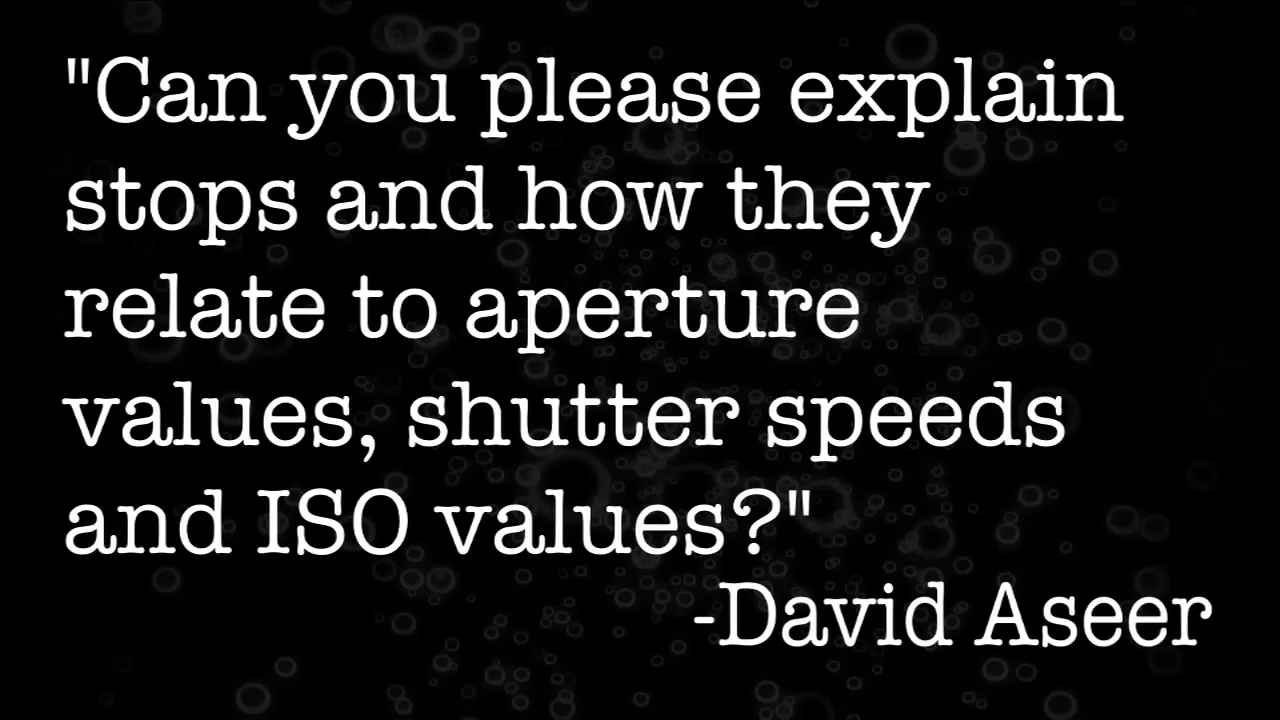 "Can you please explain
stops and how they
relate to aperture
values, shutter speeds
and ISO values?"
-David Aseer